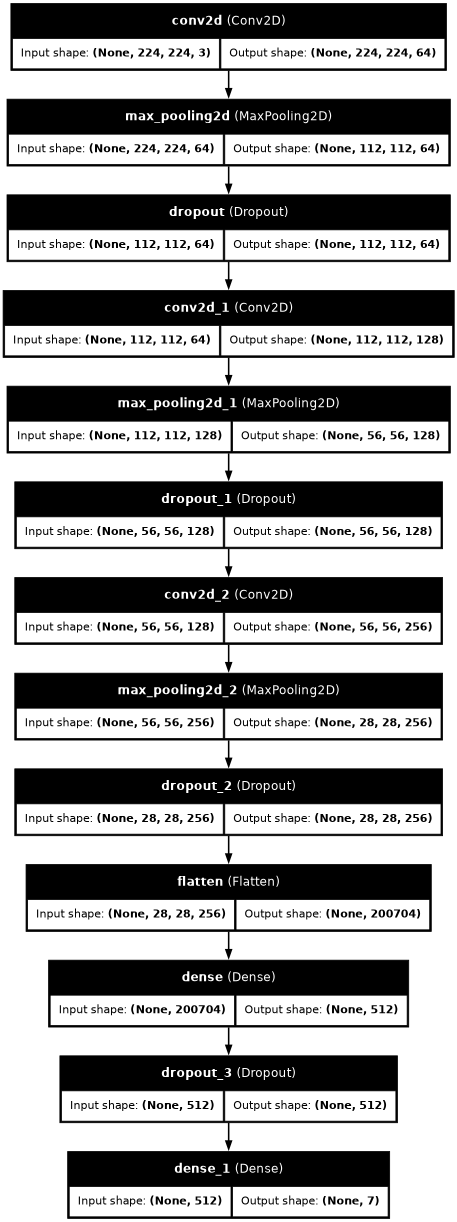 conv2d (Conv2D)
Input shape: (None, 224, 224, 3) Output shape: (None, 224, 224, 64)
max_pooling2d (MaxPooling2D)
Input shape: (None, 224, 224, 64) Output shape: (None, 112, 112, 64)
dropout (Dropout)
Input shape: (None, 112, 112, 64) Output shape: (None, 112, 112, 64)
conv2d_1 (Conv2D)
Input shape: (None, 112, 112, 64) Output shape: (None, 112, 112, 128)
max_pooling2d_1 (MaxPooling2D)
Input shape: (None, 112, 112, 128) Output shape: (None, 56, 56, 128)
dropout_1 (Dropout)
Input shape: (None, 56, 56, 128) Output shape: (None, 56, 56, 128)
conv2d_2 (Conv2D)
Input shape: (None, 56, 56, 128) Output shape: (None, 56, 56, 256)
max_pooling2d_2 (MaxPooling2D)
Input shape: (None, 56, 56, 256) Output shape: (None, 28, 28, 256)
dropout_2 (Dropout)
Input shape: (None, 28, 28, 256) Output shape: (None, 28, 28, 256)
flatten (Flatten)
Input shape: (None, 28, 28, 256) Output shape: (None, 200704)
dense (Dense)
Input shape: (None, 200704) Output shape: (None, 512)
dropout_3 (Dropout)
Input shape: (None, 512) Output shape: (None, 512)
dense_1 (Dense)
Input shape: (None, 512) Output shape: (None, 7)